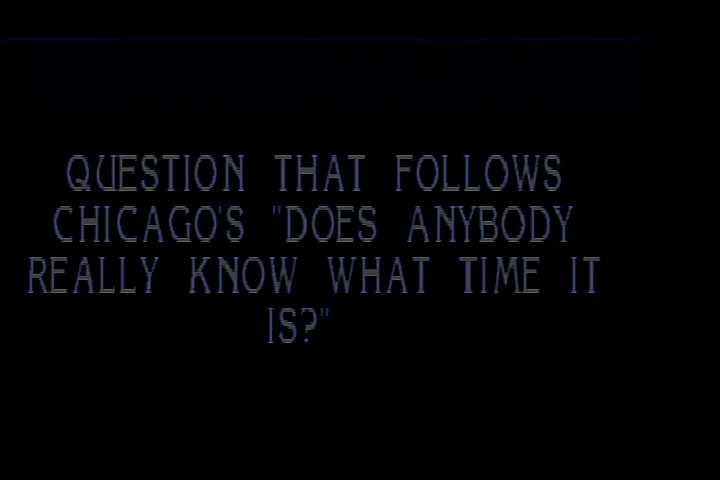 QUESTION THAT FOLLOWS
CHICAGO'S "DOES ANYBODY
REALLY KNOW WHAT TIME IT
IS?"